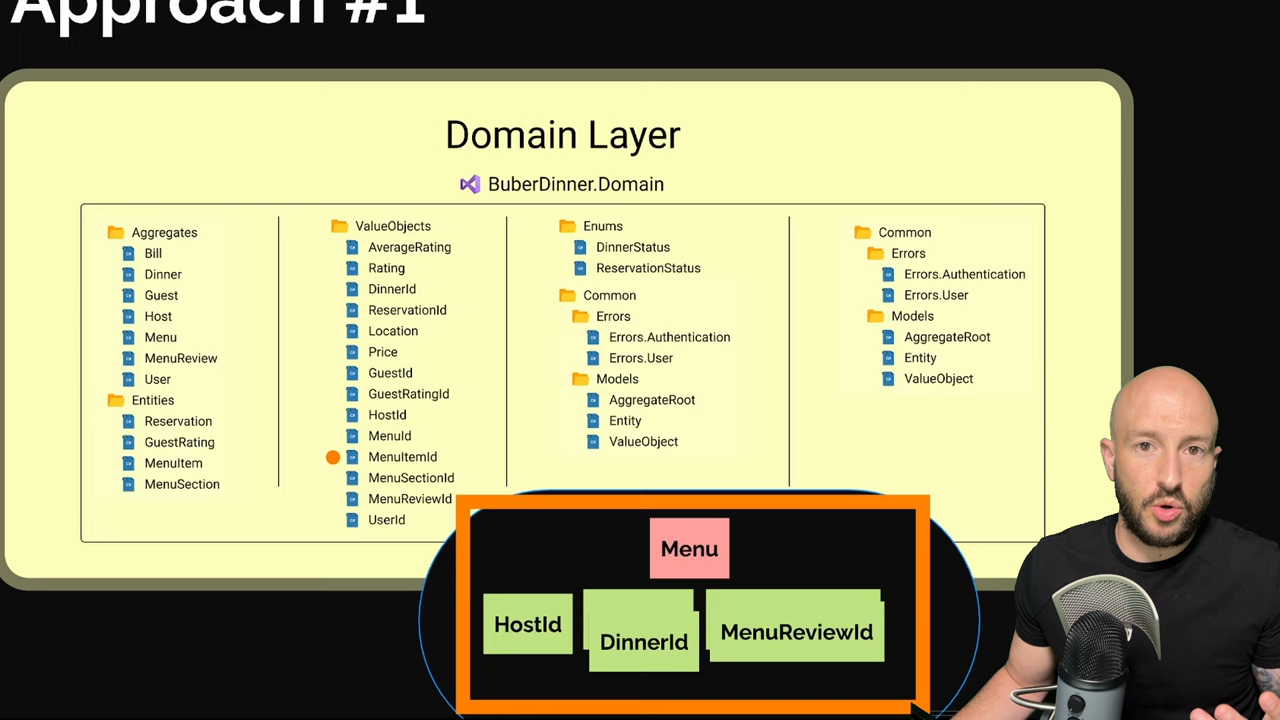 Approach #1
Domain Layer
BuberDinner.Domain
Aggregates
Bill
Dinner
Guest
Host
Menu
MenuReview
User
Entities
Reservation
GuestRating
MenuItem
MenuSection
ValueObjects
AverageRating
Rating
DinnerId
ReservationId
Location
Price
GuestId
GuestRatingId
HostId
MenuId
MenuItemId
MenuSectionId
MenuReviewId
UserId
Enums
DinnerStatus
ReservationStatus
Common
Errors
Errors.Authentication
Errors.User
Models
AggregateRoot
Entity
ValueObject
Common
Errors
Errors.Authentication
Errors.User
Models
AggregateRoot
Entity
ValueObject
Menu
HostId
DinnerId
MenuReviewId